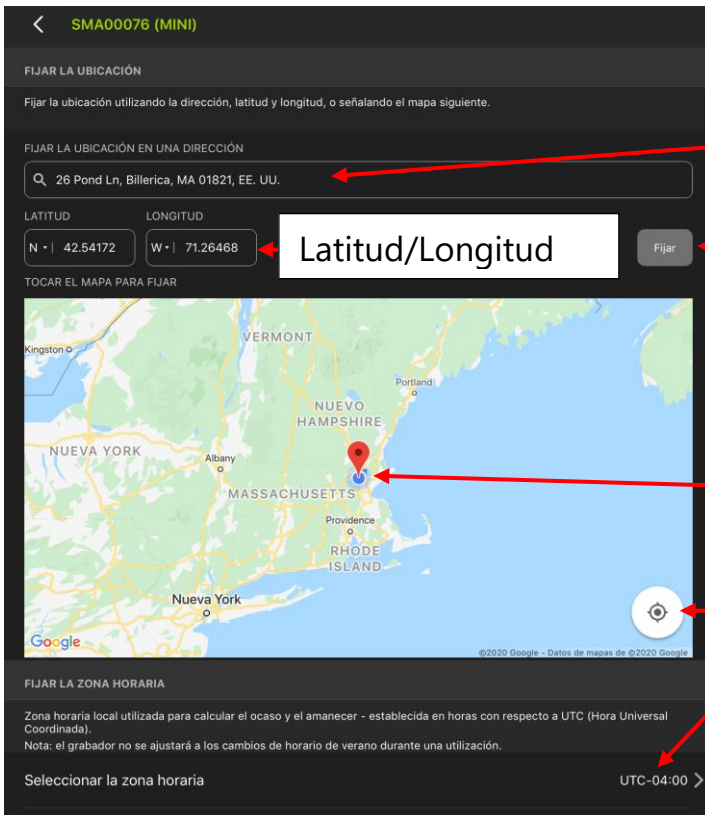 SMA00076 (MINI)
FIJAR LA UBICACIÓN
Fijar la ubicación utilizando la dirección, latitud y longitud, o señalando el mapa siguiente.
FIJAR LA UBICACIÓN EN UNA DIRECCIÓN
26 Pond Ln, Billerica, MA 01821, EE. UU.
LATITUD LONGITUD
N 42.54172 W 71.26468 Latitud/Longitud Fijar
TOCAR EL MAPA PARA FIJAR
VERMONT
Kingston
Portland
NUEVO
HAMPSHIRE
NUEVA YORK
Albany
MASSACHUSETTS
Providence
RHODE
ISLAND
Nueva York
Google
©2020 Google - Datos de mapas de ©2020 Google
FIJAR LA ZONA HORARIA
Zona horaria local utilizada para calcular el ocaso y el amanecer - establecida en horas con respecto a UTC (Hora Universal
Coordinada).
Nota: el grabador no se ajustará a los cambios de horario de verano durante una utilización.
Seleccionar la zona horaria UTC-04:00